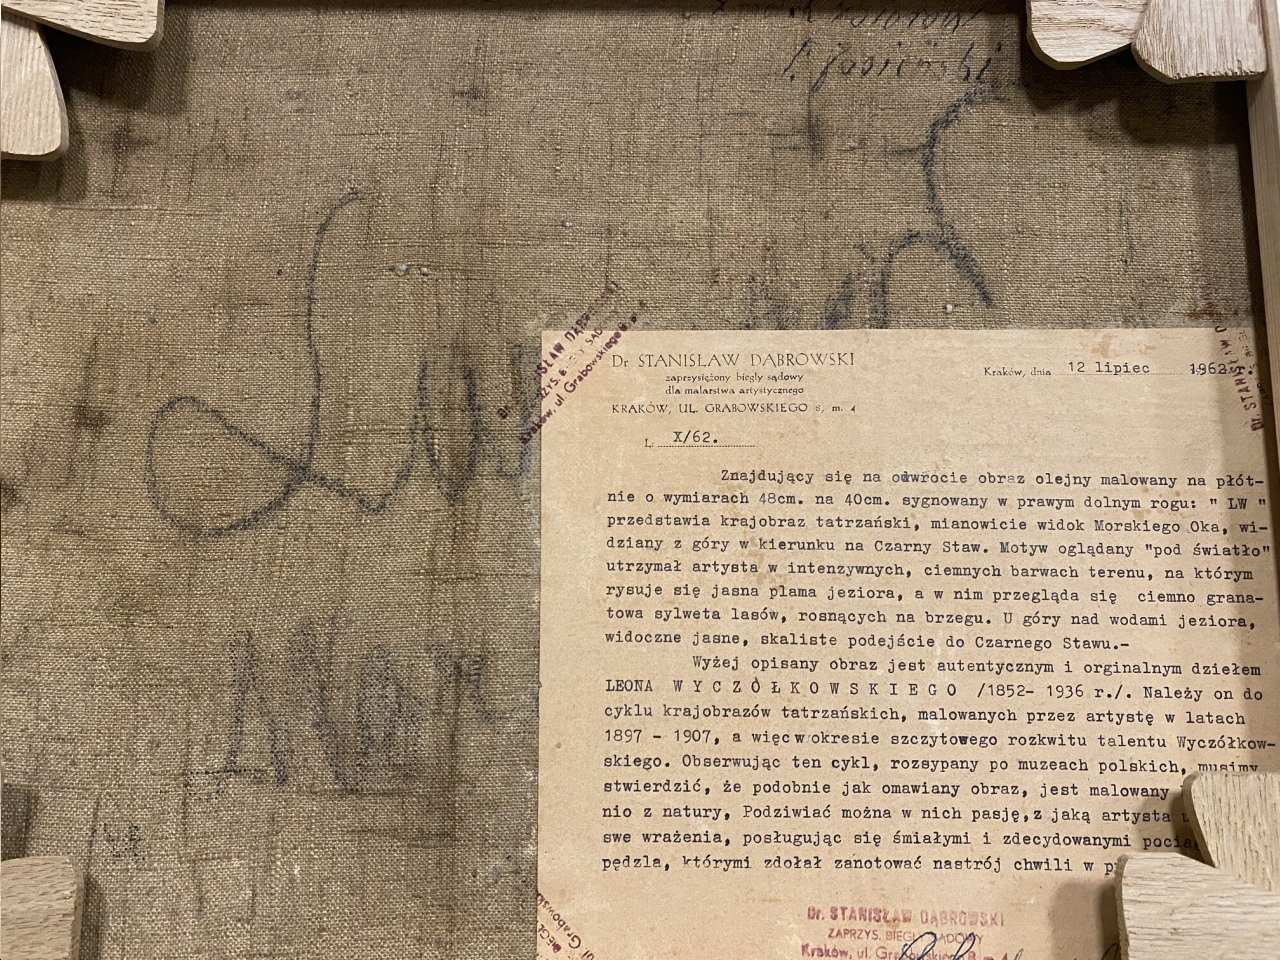 Dr STANISŁAW DĄBROWSKI
zaprzysiężony biegły sądowy
dla malarstwa artystycznego
KRAKÓW, UL. GRABOWSKIEGO 8, m. 4
Kraków, dnia 12 lipiec 1962
L. X/62.
Znajdujący się na odwrocie obraz olejny malowany na płót-
nie o wymiarach 48cm. na 40cm. sygnowany w prawym dolnym rogu: " LW "
przedstawia krajobraz tatrzański, mianowicie widok Morskiego Oka, wi-
dziany z góry w kierunku na Czarny Staw. Motyw oglądany "pod światło"
utrzymał artysta w intenzywnych, ciemnych barwach terenu, na którym
rysuje się jasna plama jeziora, a w nim przegląda się ciemno grana-
towa sylweta lasów, rosnących na brzegu. U góry nad wodami jeziora,
widoczne jasne, skaliste podejście do Czarnego Stawu.-
Wyżej opisany obraz jest autentycznym i orginalnym dziełem
LEONA W Y C Z Ó Ł K O W S K I E G O /1852- 1936 r./. Należy on do
cyklu krajobrazów tatrzańskich, malowanych przez artystę w latach
1897 - 1907, a więc w okresie szczytowego rozkwitu talentu Wyczółkow-
skiego. Obserwując ten cykl, rozsypany po muzeach polskich, musimy
stwierdzić, że podobnie jak omawiany obraz, jest malowany
nio z natury, Podziwiać można w nich pasję, z jaką artysta
swe wrażenia, posługując się śmiałymi i zdecydowanymi
pędzla, którymi zdołał zanotować nastrój chwili w
Dr. STANISŁAW DĄBROWSKI
ZAPRZYS. BIEGŁY SĄDOWY
Kraków, ul. Grabowskiego 8 m 4